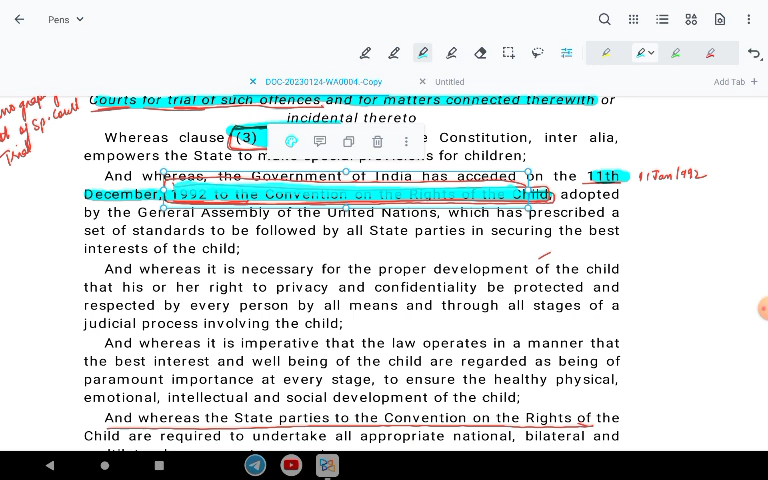 Pens
DOC-20230124-WA0004.-Copy
Untitled
Add Tab +
Courts for trial of such offences and for matters connected therewith or
incidental thereto
Whereas clause (3) e Constitution, inter alia,
empowers the State to make special provisions for children;
And whereas, the Government of India has acceded on the 11th
11 Jan 1992
December, 1992 to the Convention on the Rights of the Child, adopted
by the General Assembly of the United Nations, which has prescribed a
set of standards to be followed by all State parties in securing the best
interests of the child;
And whereas it is necessary for the proper development of the child
that his or her right to privacy and confidentiality be protected and
respected by every person by all means and through all stages of a
judicial process involving the child;
And whereas it is imperative that the law operates in a manner that
the best interest and well being of the child are regarded as being of
paramount importance at every stage, to ensure the healthy physical,
emotional, intellectual and social development of the child;
And whereas the State parties to the Convention on the Rights of the
Child are required to undertake all appropriate national, bilateral and
of Sp. Court
Trial